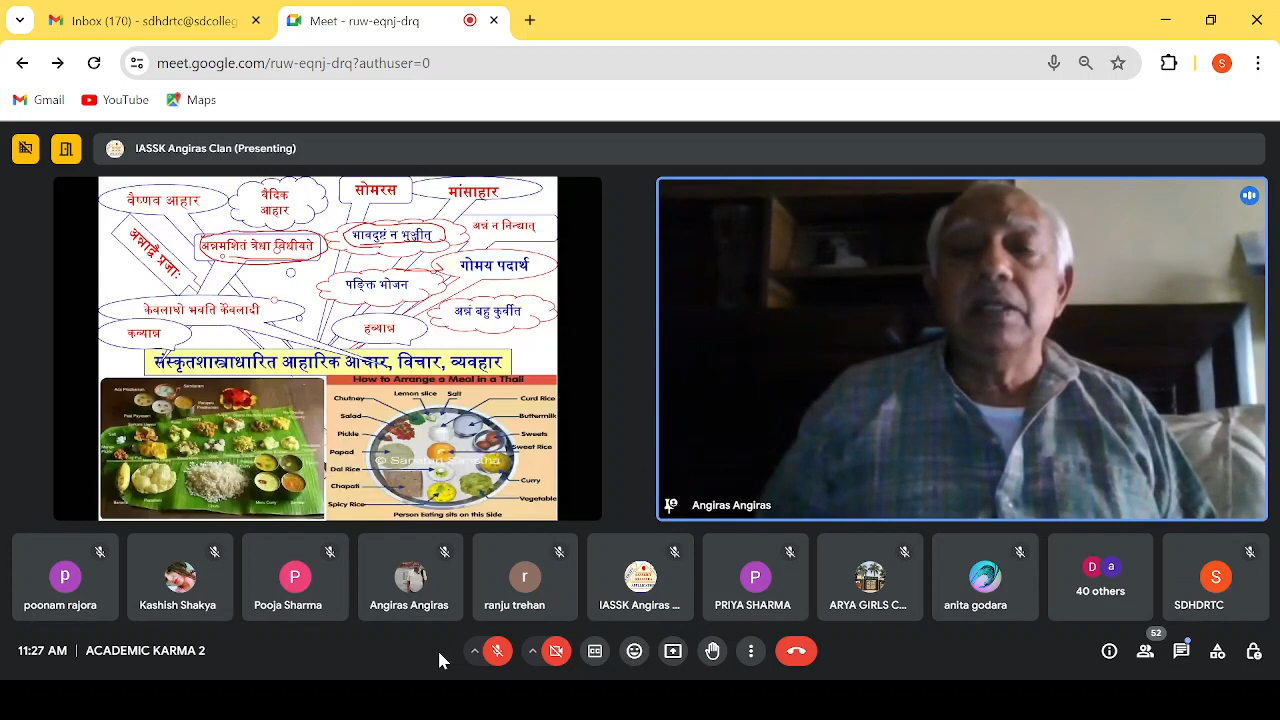 Inbox (170) - sdhdrtc@sdcolleg
Meet - ruw-eqnj-drq
meet.google.com/ruw-eqnj-drq?authuser=0
Gmail
YouTube
Maps
IASSK Angiras Clan (Presenting)
वैष्णव आहार
वैदिक
आहार
सोमरस
मांसाहार
अन्नाद्वै प्रजाः
अन्नमशितं त्रेधा विधीयते
भावदुष्टं न भुञ्जीत्
अन्नं न निन्द्यात्
पङ्क्ति भोजन
गोमय पदार्थ
केवलाघो भवति केवलादी
अन्नं बहु कुर्वीत
कव्यान्न
हव्यान्न
संस्कृतशास्त्राधारित आहारिक आचार, विचार, व्यवहार
How to Arrange a Meal in a Thali
Lemon slice
Salt
Chutney
Curd Rice
Salad
Buttermilk
Pickle
Sweets
Papad
Sweet Rice
© Sanatan Sanstha
Dal Rice
Curry
Chapati
Vegetable
Spicy Rice
Person Eating sits on this Side
Angiras Angiras
p
P
r
P
D
a
S
poonam rajora
Kashish Shakya
Pooja Sharma
Angiras Angiras
ranju trehan
IASSK Angiras ...
PRIYA SHARMA
ARYA GIRLS C...
anita godara
40 others
SDHDRTC
11:27 AM | ACADEMIC KARMA 2
52